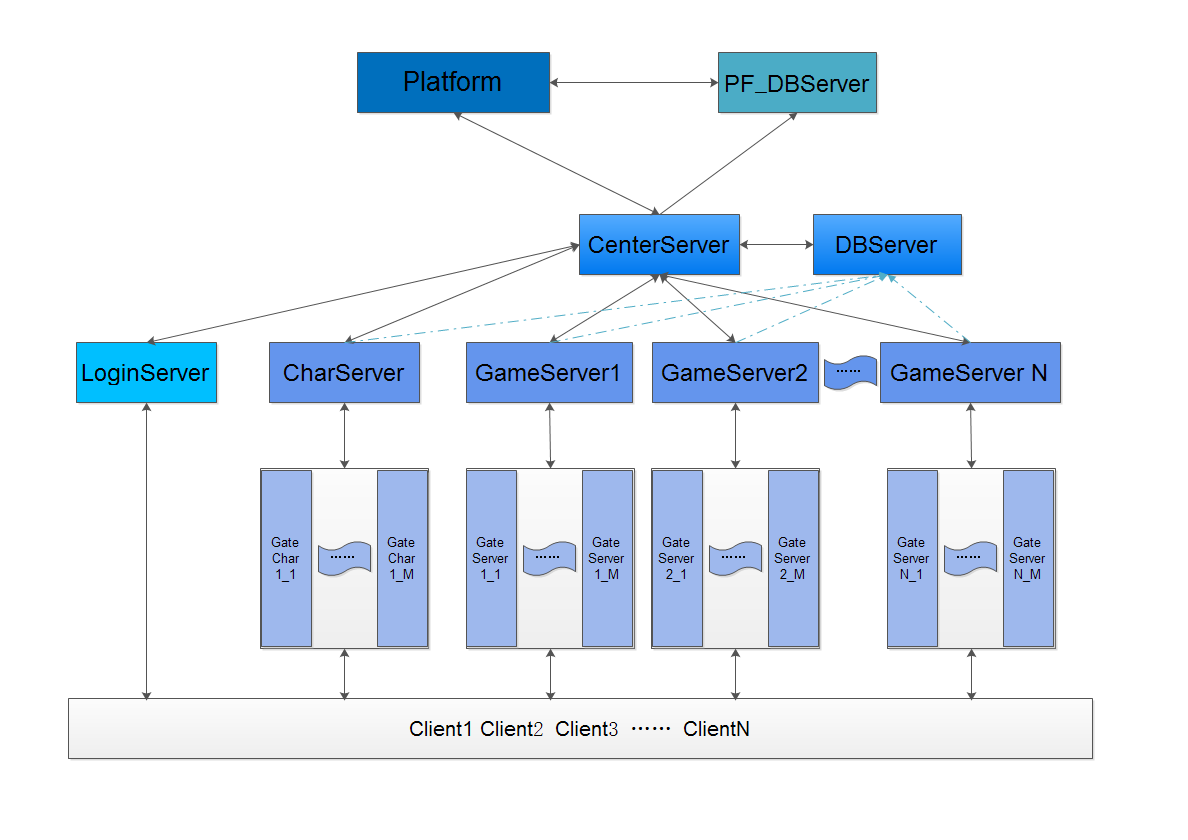 Platform
PF_DBServer
CenterServer
DBServer
LoginServer
CharServer
GameServer1
GameServer2
......
GameServer N
Gate
Char
1_1
......
Gate
Char
1_M
Gate
Server
1_1
......
Gate
Server
1_M
Gate
Server
2_1
......
Gate
Server
2_M
Gate
Server
N_1
......
Gate
Server
N_M
Client1 Client2 Client3 …… ClientN